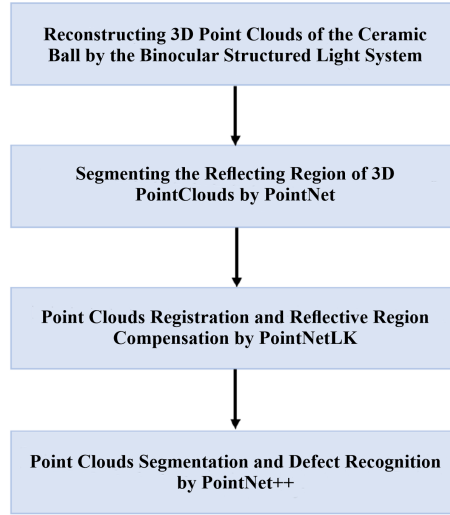 Reconstructing 3D Point Clouds of the Ceramic
Ball by the Binocular Structured Light System
Segmenting the Reflecting Region of 3D
PointClouds by PointNet
Point Clouds Registration and Reflective Region
Compensation by PointNetLK
Point Clouds Segmentation and Defect Recognition
by PointNet++